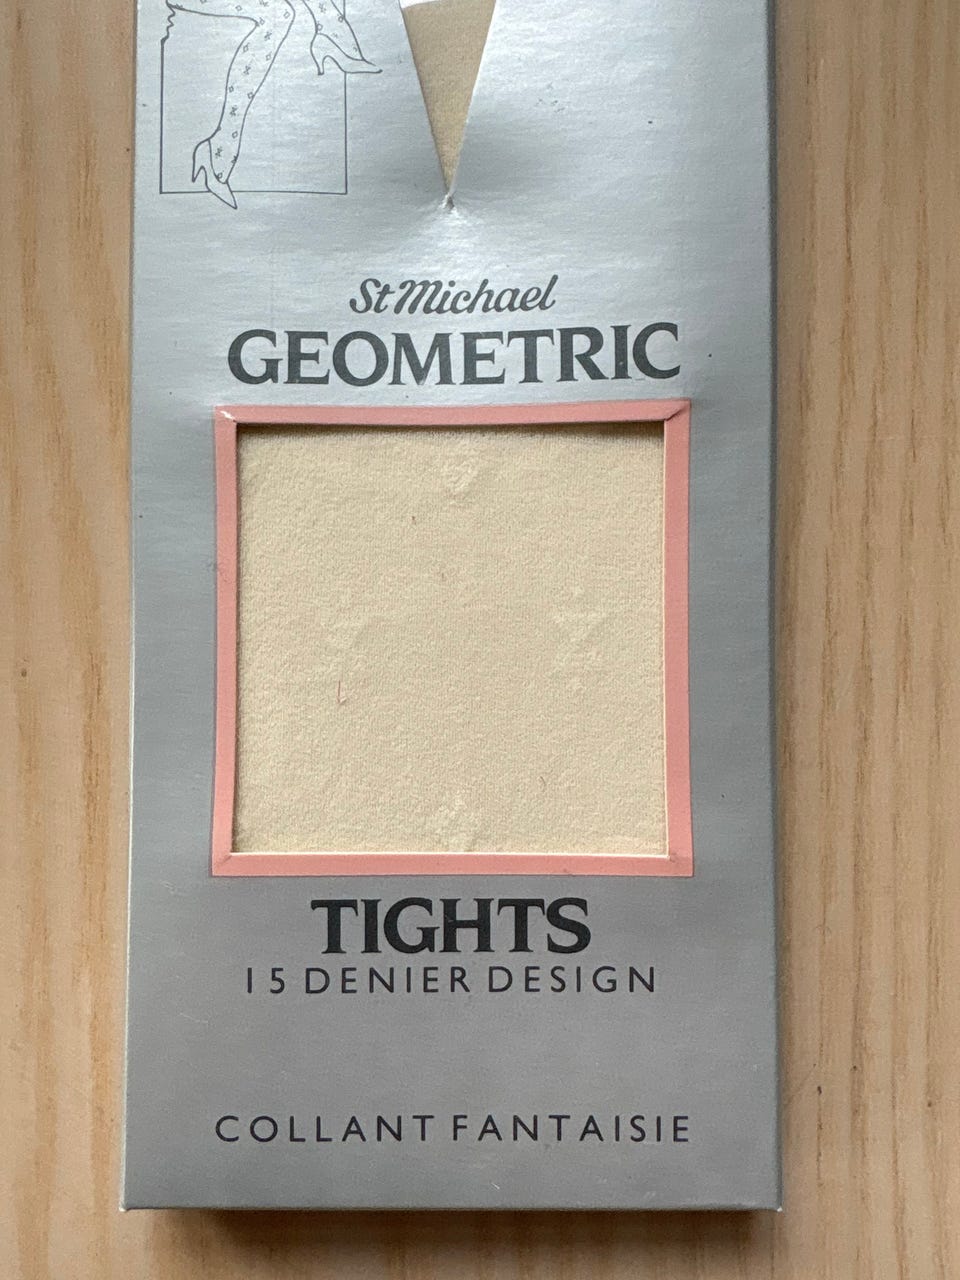 St Michael
GEOMETRIC
TIGHTS
15 DENIER DESIGN
COLLANT FANTAISIE